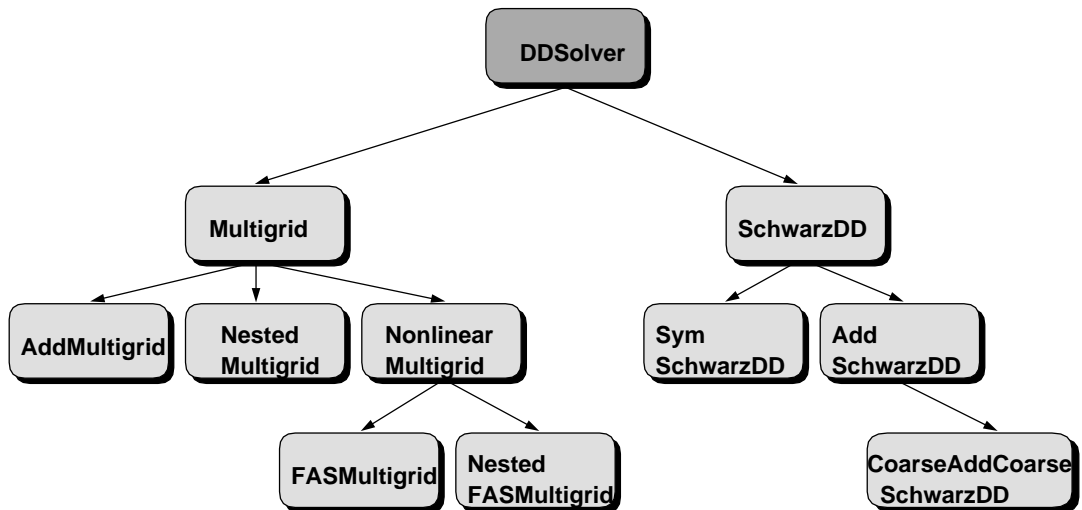 DDSolver
Multigrid
SchwarzDD
AddMultigrid
Nested
Multigrid
Nonlinear
Multigrid
Sym
SchwarzDD
Add
SchwarzDD
FASMultigrid
Nested
FASMultigrid
CoarseAddCoarse
SchwarzDD